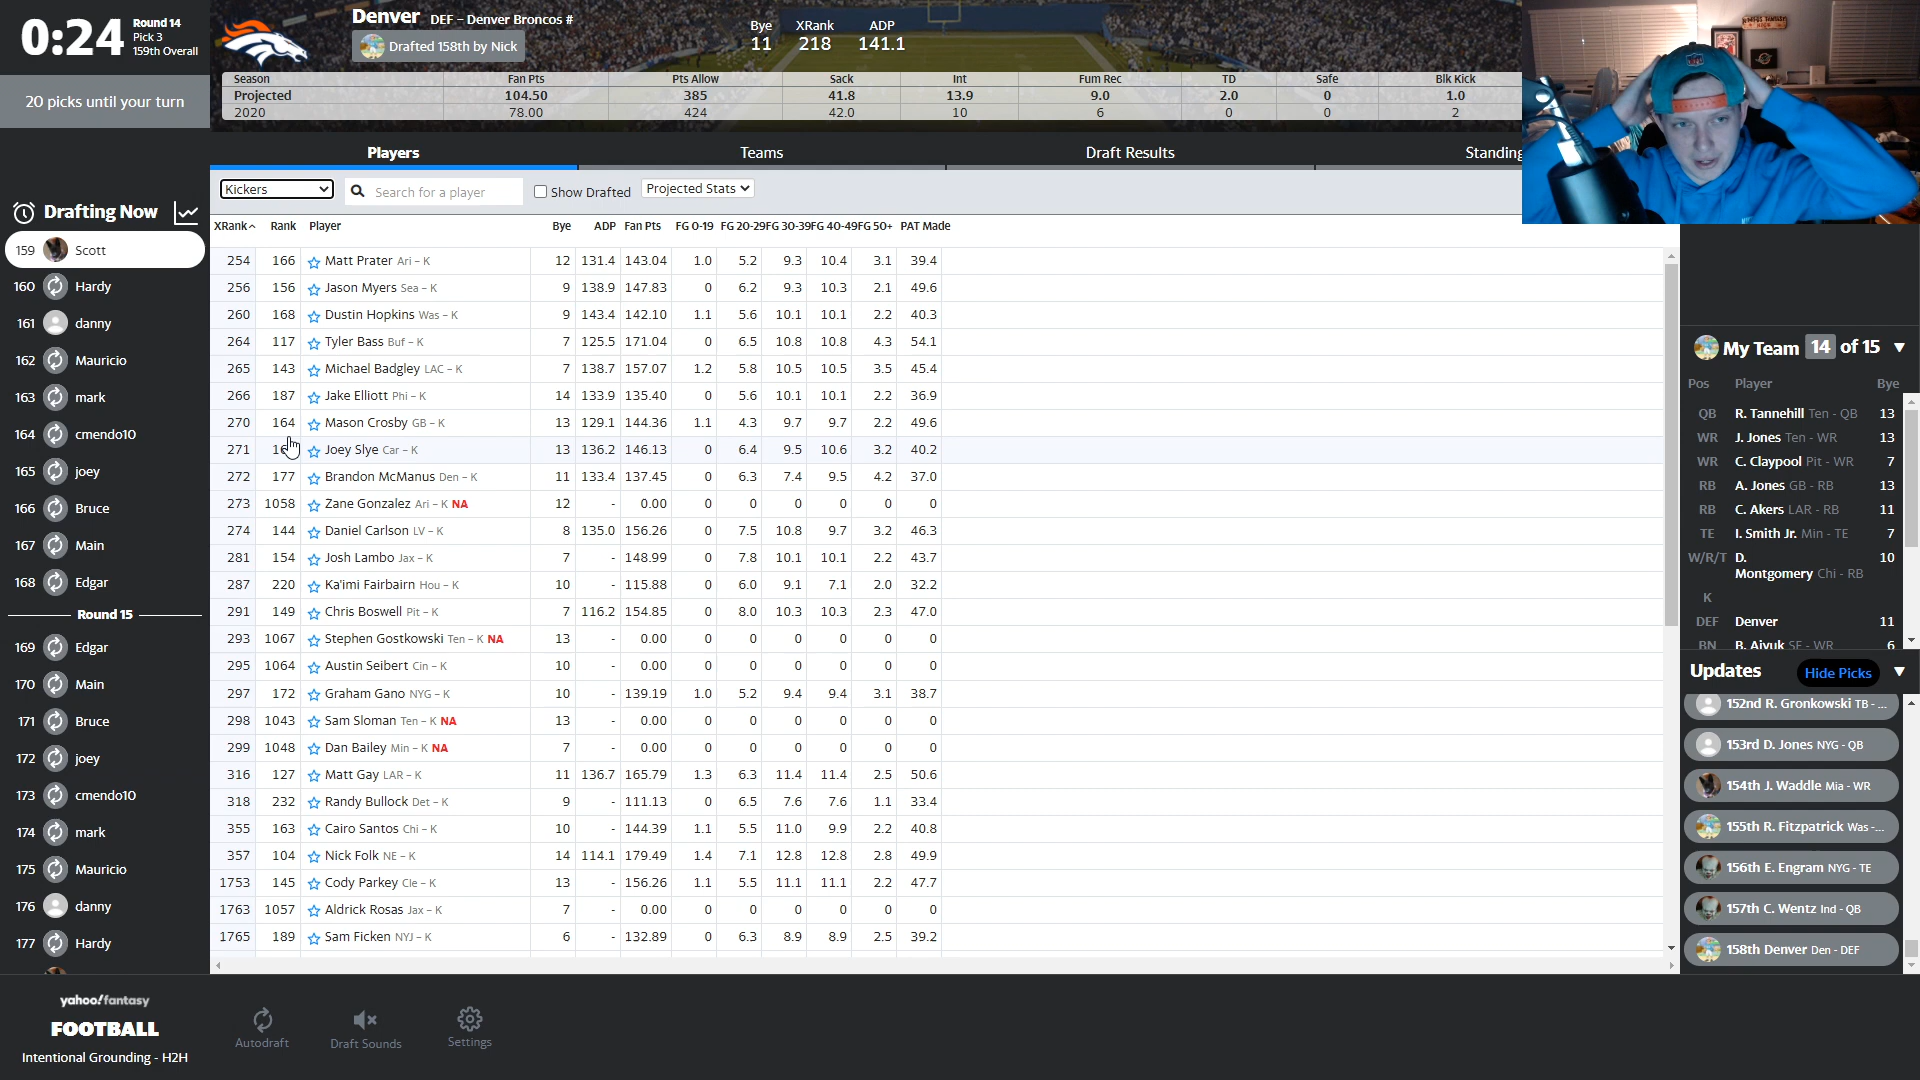 0:24
Round 14
Pick 3
159th Overall
20 picks until your turn
Denver DEF – Denver Broncos #
Drafted 158th by Nick
Bye XRank ADP
11 218 141.1
Season Fan Pts Pts Allow Sack Int Fum Rec TD Safe Blk Kick
Projected 104.50 385 41.8 13.9 9.0 2.0 0 1.0
2020 78.00 424 42.0 10 6 0 0 2
Players Teams Draft Results Standing
Kickers Search for a player Show Drafted Projected Stats
XRank Rank Player Bye ADP Fan Pts FG 0-19 FG 20-29 FG 30-39 FG 40-49 FG 50+ PAT Made
254 166 Matt Prater Ari – K 12 131.4 143.04 1.0 5.2 9.3 10.4 3.1 39.4
256 156 Jason Myers Sea – K 9 138.9 147.83 0 6.2 9.3 10.3 2.1 49.6
260 168 Dustin Hopkins Was – K 9 143.4 142.10 1.1 5.6 10.1 10.1 2.2 40.3
264 117 Tyler Bass Buf – K 7 125.5 171.04 0 6.5 10.8 10.8 4.3 54.1
265 143 Michael Badgley LAC – K 7 138.7 157.07 1.2 5.8 10.5 10.5 3.5 45.4
266 187 Jake Elliott Phi – K 14 133.9 135.40 0 5.6 10.1 10.1 2.2 36.9
270 164 Mason Crosby GB – K 13 129.1 144.36 1.1 4.3 9.7 9.7 2.2 49.6
271 Joey Slye Car – K 13 136.2 146.13 0 6.4 9.5 10.6 3.2 40.2
272 177 Brandon McManus Den – K 11 133.4 137.45 0 6.3 7.4 9.5 4.2 37.0
273 1058 Zane Gonzalez Ari – K NA 12 - 0.00 0 0 0 0 0 0
274 144 Daniel Carlson LV – K 8 135.0 156.26 0 7.5 10.8 9.7 3.2 46.3
281 154 Josh Lambo Jax – K 7 - 148.99 0 7.8 10.1 10.1 2.2 43.7
287 220 Ka'imi Fairbairn Hou – K 10 - 115.88 0 6.0 9.1 7.1 2.0 32.2
291 149 Chris Boswell Pit – K 7 116.2 154.85 0 8.0 10.3 10.3 2.3 47.0
293 1067 Stephen Gostkowski Ten – K NA 13 - 0.00 0 0 0 0 0 0
295 1064 Austin Seibert Cin – K 10 - 0.00 0 0 0 0 0 0
297 172 Graham Gano NYG – K 10 - 139.19 1.0 5.2 9.4 9.4 3.1 38.7
298 1043 Sam Sloman Ten – K NA 13 - 0.00 0 0 0 0 0 0
299 1048 Dan Bailey Min – K NA 7 - 0.00 0 0 0 0 0 0
316 127 Matt Gay LAR – K 11 136.7 165.79 1.3 6.3 11.4 11.4 2.5 50.6
318 232 Randy Bullock Det – K 9 - 111.13 0 6.5 7.6 7.6 1.1 33.4
355 163 Cairo Santos Chi – K 10 - 144.39 1.1 5.5 11.0 9.9 2.2 40.8
357 104 Nick Folk NE – K 14 114.1 179.49 1.4 7.1 12.8 12.8 2.8 49.9
1753 145 Cody Parkey Cle – K 13 - 156.26 1.1 5.5 11.1 11.1 2.2 47.7
1763 1057 Aldrick Rosas Jax – K 7 - 0.00 0 0 0 0 0 0
1765 189 Sam Ficken NYJ – K 6 - 132.89 0 6.3 8.9 8.9 2.5 39.2
Drafting Now
159 Scott
160 Hardy
161 danny
162 Mauricio
163 mark
164 cmendo10
165 joey
166 Bruce
167 Main
168 Edgar
Round 15
169 Edgar
170 Main
171 Bruce
172 joey
173 cmendo10
174 mark
175 Mauricio
176 danny
177 Hardy
My Team 14 of 15
Pos Player Bye
QB R. Tannehill Ten - QB 13
WR J. Jones Ten - WR 13
WR C. Claypool Pit - WR 7
RB A. Jones GB - RB 13
RB C. Akers LAR - RB 11
TE I. Smith Jr. Min - TE 7
W/R/T D. Montgomery Chi - RB 10
K
DEF Denver 11
BN B. Aiyuk SF - WR 6
Updates Hide Picks
152nd R. Gronkowski TB - ...
153rd D. Jones NYG - QB
154th J. Waddle Mia - WR
155th R. Fitzpatrick Was -...
156th E. Engram NYG - TE
157th C. Wentz Ind - QB
158th Denver Den - DEF
yahoo!fantasy
FOOTBALL
Intentional Grounding - H2H
Autodraft Draft Sounds Settings